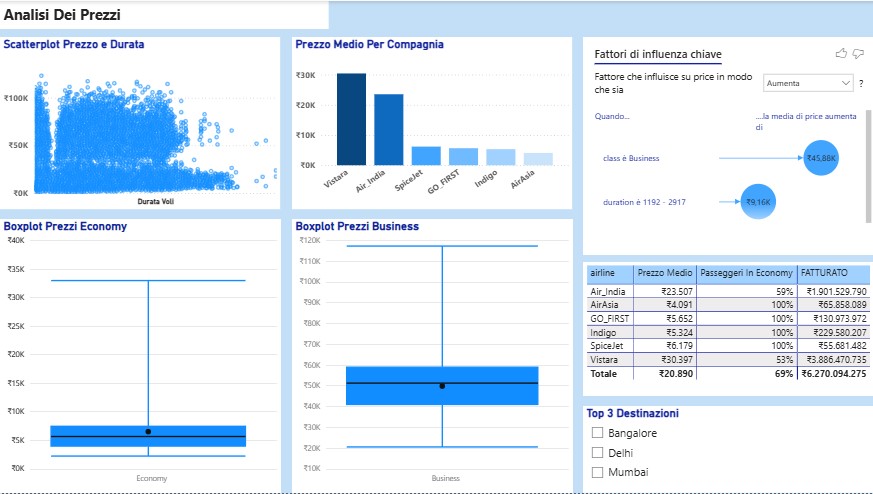 Analisi Dei Prezzi
Scatterplot Prezzo e Durata
₹100K
₹50K
₹0K
Durata Voli
Prezzo Medio Per Compagnia
₹30K
₹20K
₹10K
₹0K
Vistara
Air_India
SpiceJet
GO_FIRST
Indigo
AirAsia
Fattori di influenza chiave
Fattore che influisce su price in modo
che sia
Aumenta
?
Quando...
...la media di price aumenta
di
class è Business
₹45,88K
duration è 1192 - 2917
₹9,16K
Boxplot Prezzi Economy
₹40K
₹35K
₹30K
₹25K
₹20K
₹15K
₹10K
₹5K
₹0K
Economy
Boxplot Prezzi Business
₹120K
₹110K
₹100K
₹90K
₹80K
₹70K
₹60K
₹50K
₹40K
₹30K
₹20K
₹10K
Business
airline Prezzo Medio Passeggeri In Economy FATTURATO
Air_India ₹23.507 59% ₹1.901.529.790
AirAsia ₹4.091 100% ₹65.858.089
GO_FIRST ₹5.652 100% ₹130.973.972
Indigo ₹5.324 100% ₹229.580.207
SpiceJet ₹6.179 100% ₹55.681.482
Vistara ₹30.397 53% ₹3.886.470.735
Totale ₹20.890 69% ₹6.270.094.275
Top 3 Destinazioni
Bangalore
Delhi
Mumbai